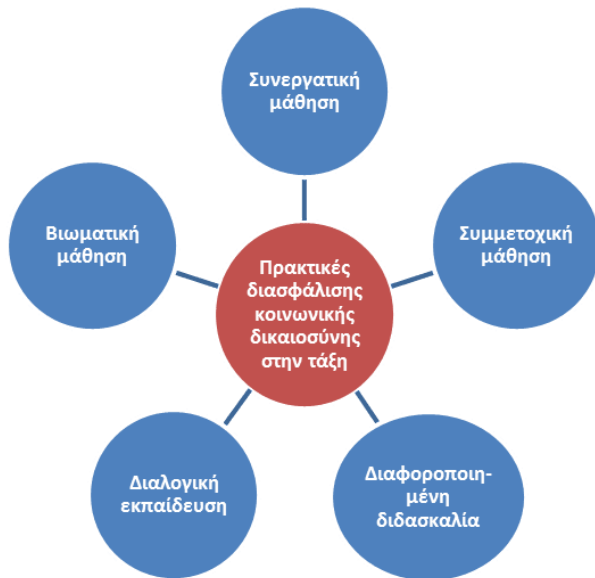 Συνεργατική
μάθηση
Βιωματική
μάθηση
Συμμετοχική
μάθηση
Πρακτικές
διασφάλισης
κοινωνικής
δικαιοσύνης
στην τάξη
Διαλογική
εκπαίδευση
Διαφοροποιη-
μένη
διδασκαλία